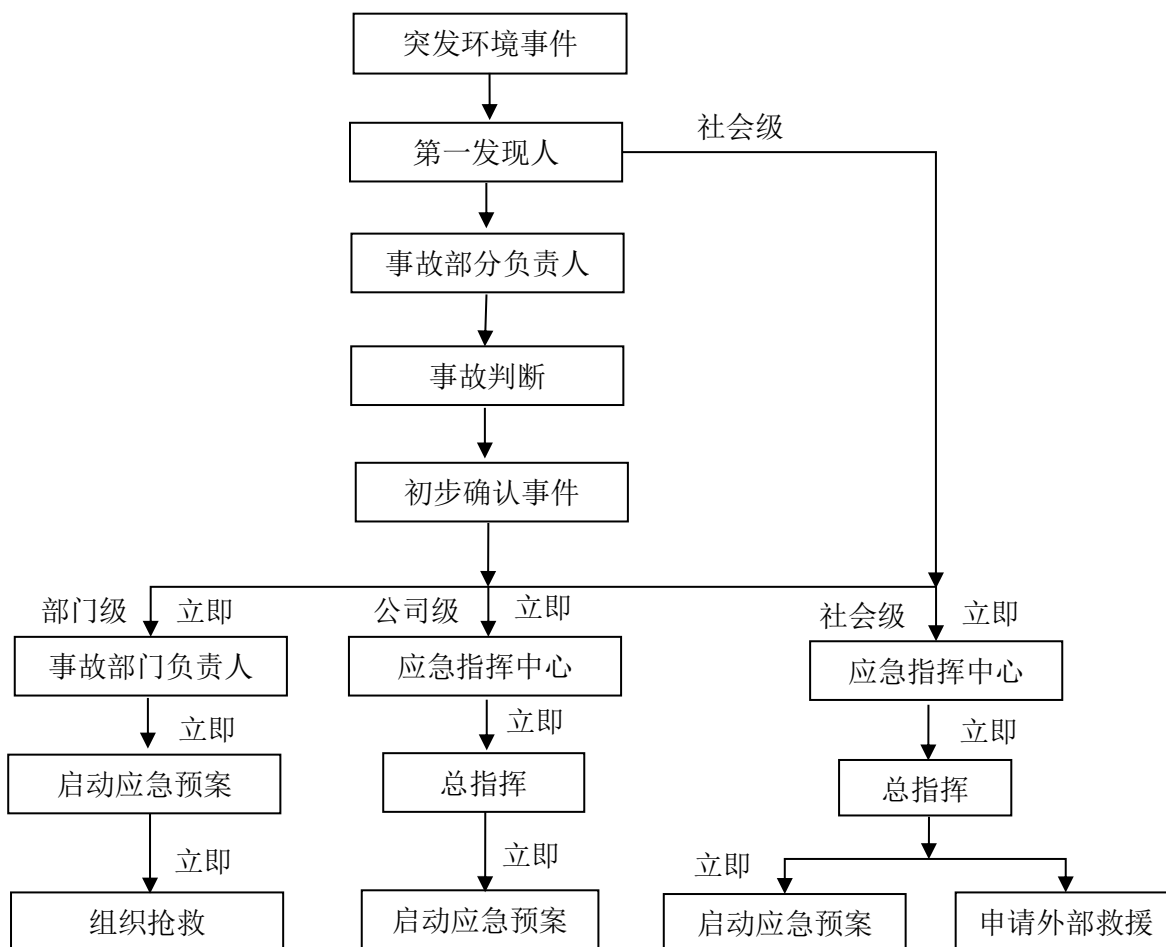 突发环境事件
社会级
第一发现人
事故部分负责人
事故判断
初步确认事件
部门级 立即 公司级 立即 社会级 立即
事故部门负责人 应急指挥中心 应急指挥中心
立即 立即 立即
启动应急预案 总指挥 总指挥
立即 立即 立即
组织抢救 启动应急预案 启动应急预案 申请外部救援